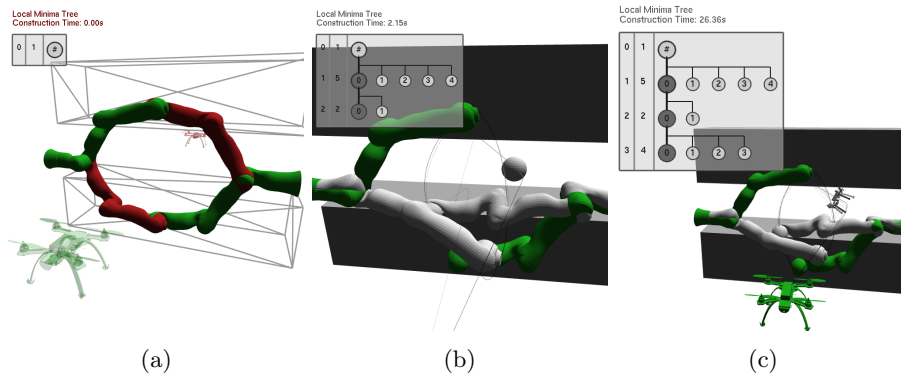 Local Minima Tree
Construction Time: 0.00s
0 1 #
(a)
Local Minima Tree
Construction Time: 2.15s
0 1 #
1 5 0 1 2 3 4
2 2 0 1
(b)
Local Minima Tree
Construction Time: 26.36s
0 1 #
1 5 0 1 2 3 4
2 2 0 1
3 4 0 1 2 3
(c)